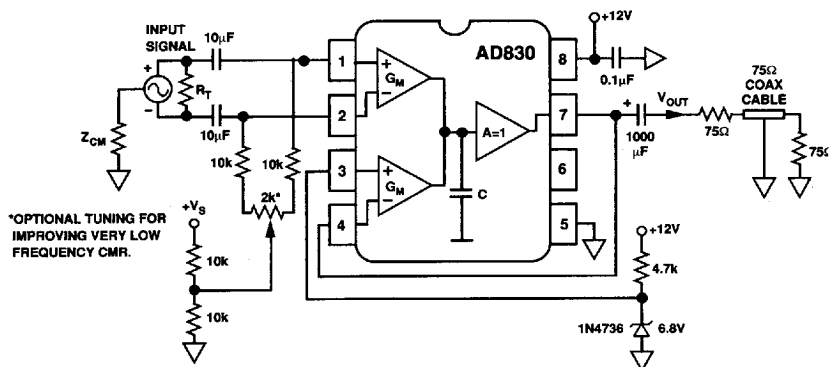 INPUT
SIGNAL
10μF
+
−
R_T
10μF
Z_CM
10k
10k
2k*
+V_S
10k
10k
*OPTIONAL TUNING FOR
IMPROVING VERY LOW
FREQUENCY CMR.
1
2
3
4
AD830
+
−
G_M
+
−
G_M
A=1
C
8
7
6
5
+12V
0.1μF
+
1000
μF
V_OUT
75Ω
75Ω
COAX
CABLE
75Ω
+12V
4.7k
1N4736
6.8V